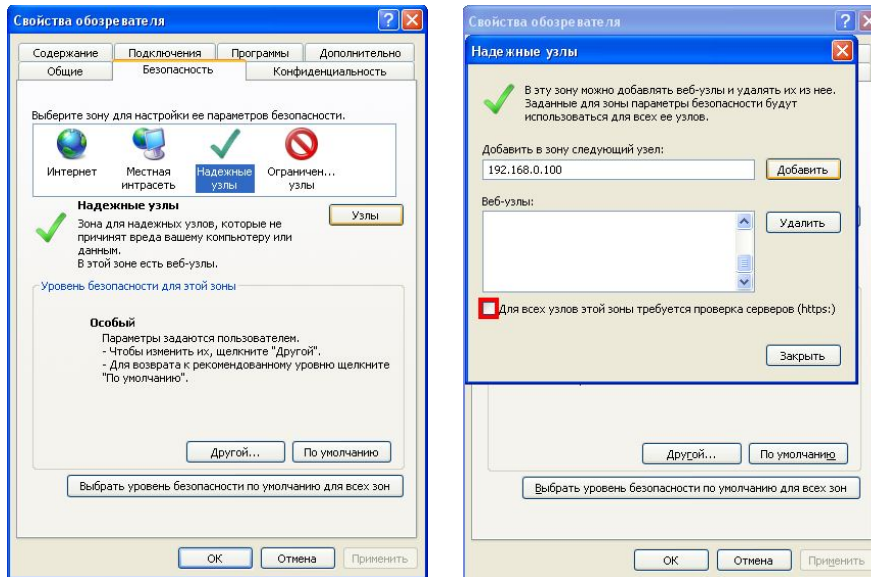 Свойства обозревателя
Содержание Подключения Программы Дополнительно
Общие Безопасность Конфиденциальность
Выберите зону для настройки ее параметров безопасности.
Интернет
Местная
интрасеть
Надежные
узлы
Ограничен...
узлы
Надежные узлы
Узлы
Зона для надежных узлов, которые не
причинят вреда вашему компьютеру или
данным.
В этой зоне есть веб-узлы.
Уровень безопасности для этой зоны
Особый
Параметры задаются пользователем.
- Чтобы изменить их, щелкните "Другой".
- Для возврата к рекомендованному уровню щелкните
"По умолчанию".
Другой... По умолчанию
Выбрать уровень безопасности по умолчанию для всех зон
ОК Отмена Применить
Свойства обозревателя
Надежные узлы
В эту зону можно добавлять веб-узлы и удалять их из нее.
Заданные для зоны параметры безопасности будут
использоваться для всех ее узлов.
Добавить в зону следующий узел:
192.168.0.100 Добавить
Веб-узлы:
Удалить
Для всех узлов этой зоны требуется проверка серверов (https:)
Закрыть
Другой... По умолчанию
Выбрать уровень безопасности по умолчанию для всех зон
ОК Отмена Применить